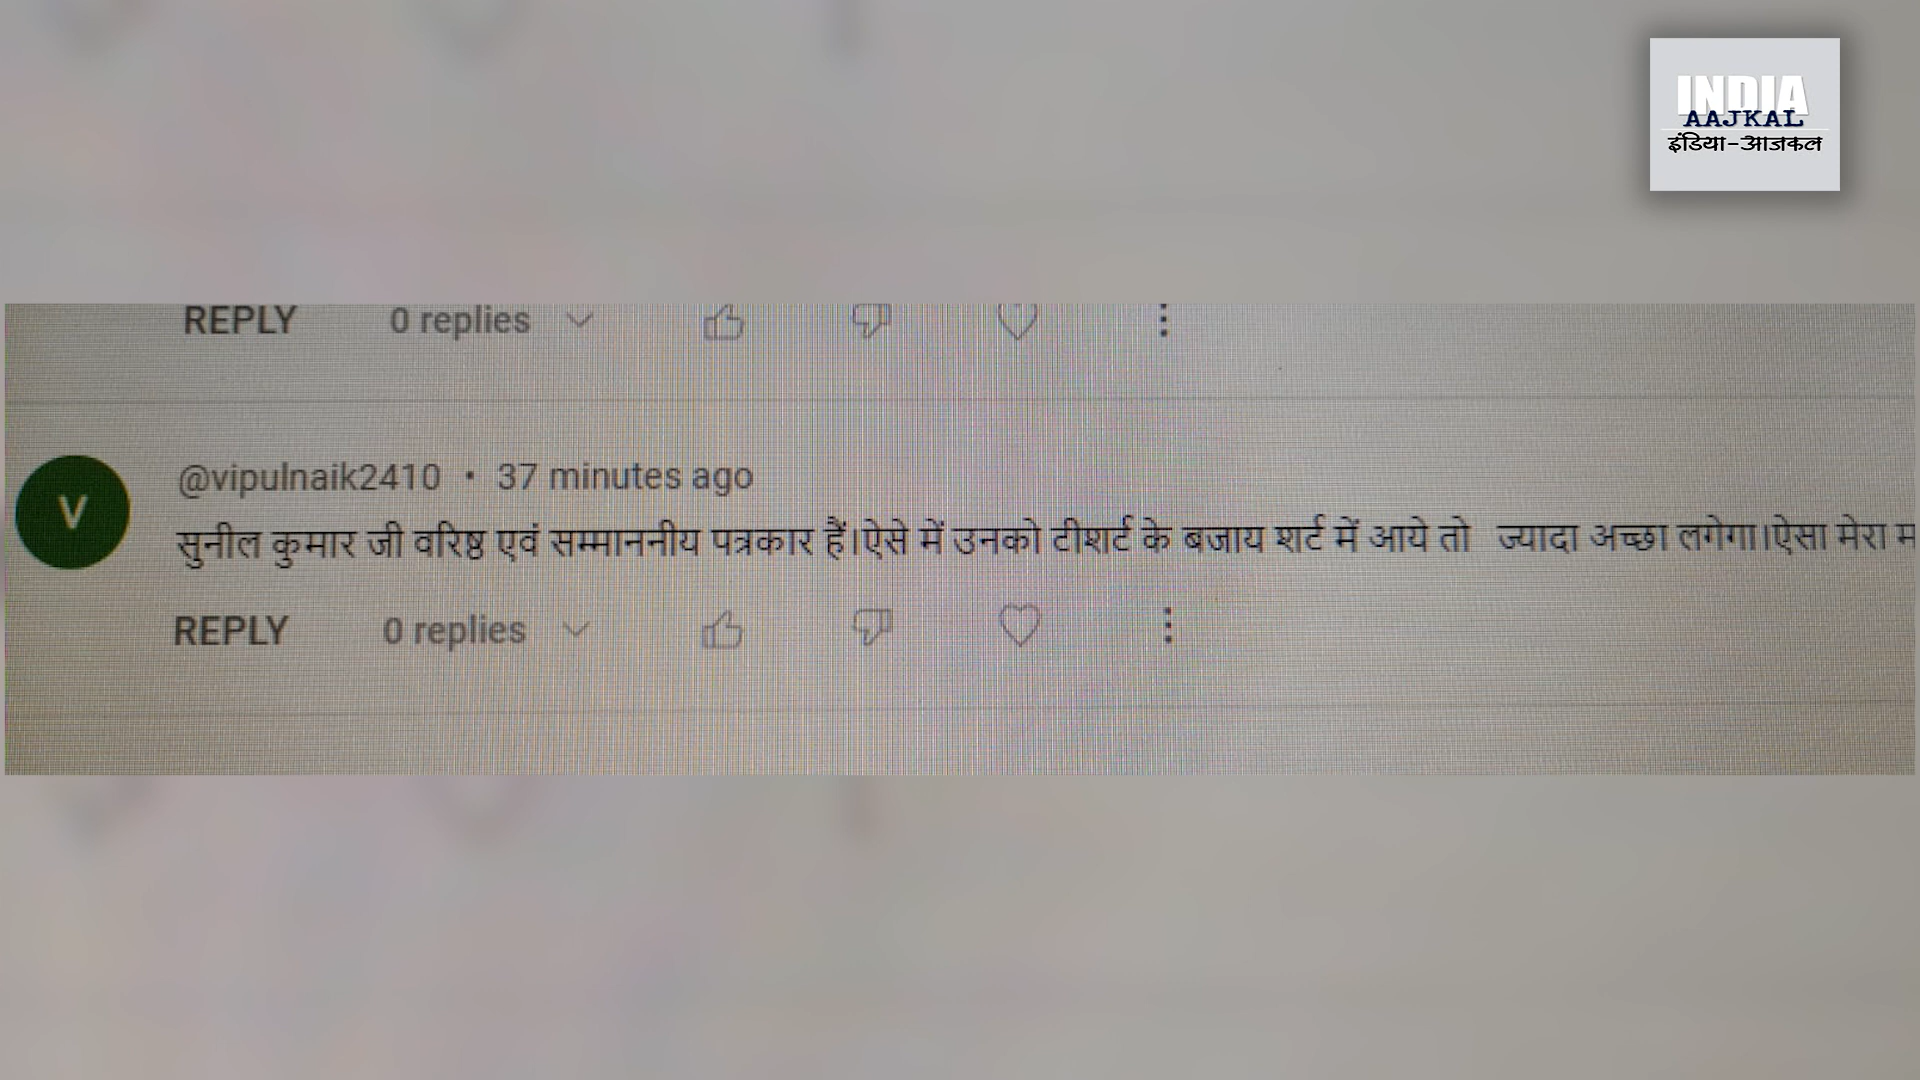 INDIA
AAJKAL
इंडिया-आजकल
REPLY 0 replies
V
@vipulnaik2410 · 37 minutes ago
सुनील कुमार जी वरिष्ठ एवं सम्माननीय पत्रकार हैं।ऐसे में उनको टीशर्ट के बजाय शर्ट में आये तो ज्यादा अच्छा लगेगा।ऐसा मेरा
REPLY 0 replies